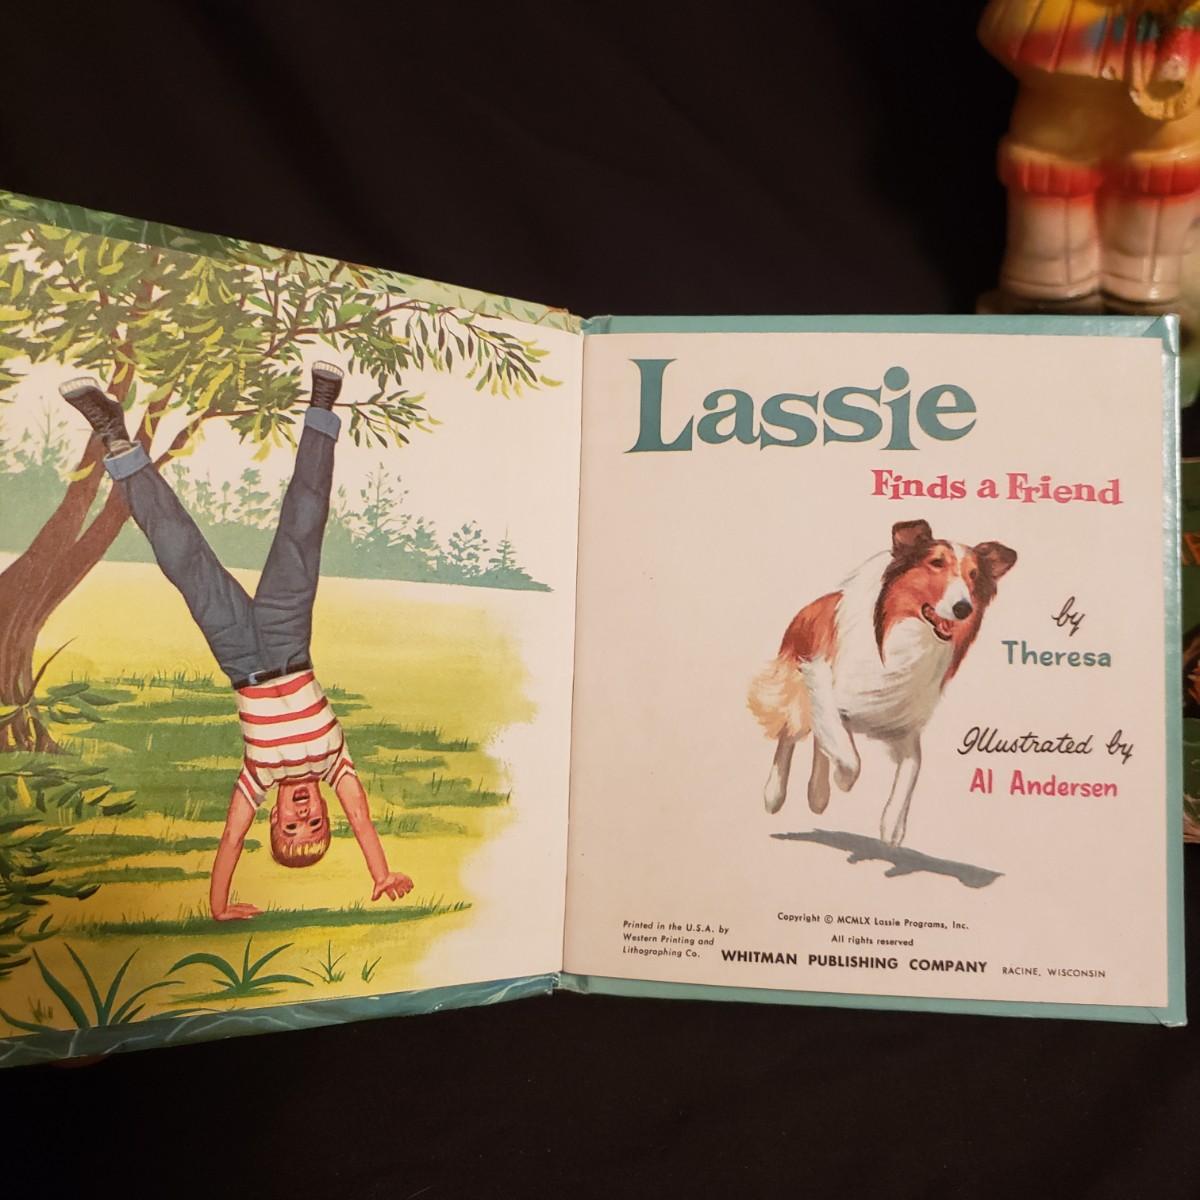 Lassie
Finds a Friend
by
Theresa
Illustrated by
Al Andersen
Printed in the U.S.A. by
Western Printing and
Lithographing Co.
Copyright © MCMLX Lassie Programs, Inc.
All rights reserved
WHITMAN PUBLISHING COMPANY RACINE, WISCONSIN